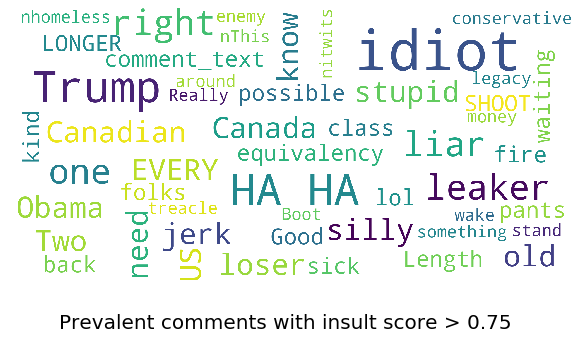 nhomeless
right
enemy
nThis
know
nitwits
idiot
conservative
LONGER
comment_text
legacy
waiting
Trump
around
Really
possible
stupid
SHOOT
money
kind
Canadian
Canada
class
liar
fire
equivalency
one
EVERY
folks
HA HA
lol
leaker
Obama
treacle
Boot
wake
pants
Two
need
jerk
Good
silly
something
stand
back
US
loser
sick
Length
old
Prevalent comments with insult score > 0.75